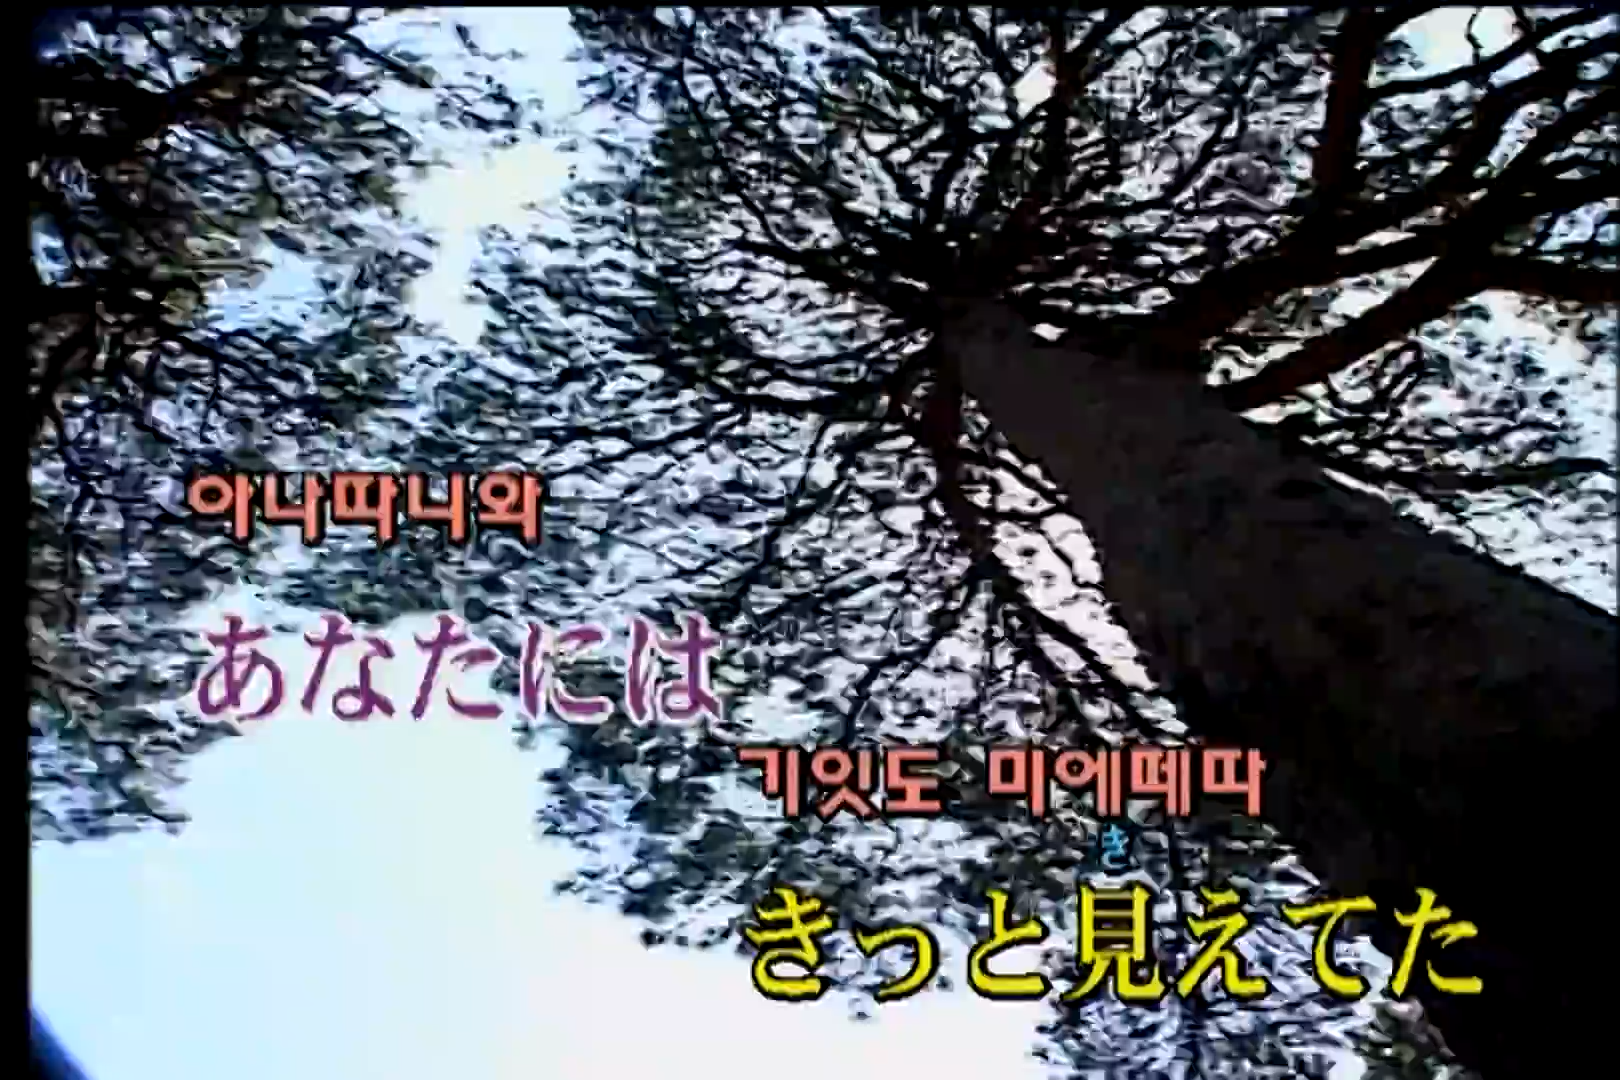 아나따니와
あなたには
기잇도 미에떼따
き
きっと見えてた